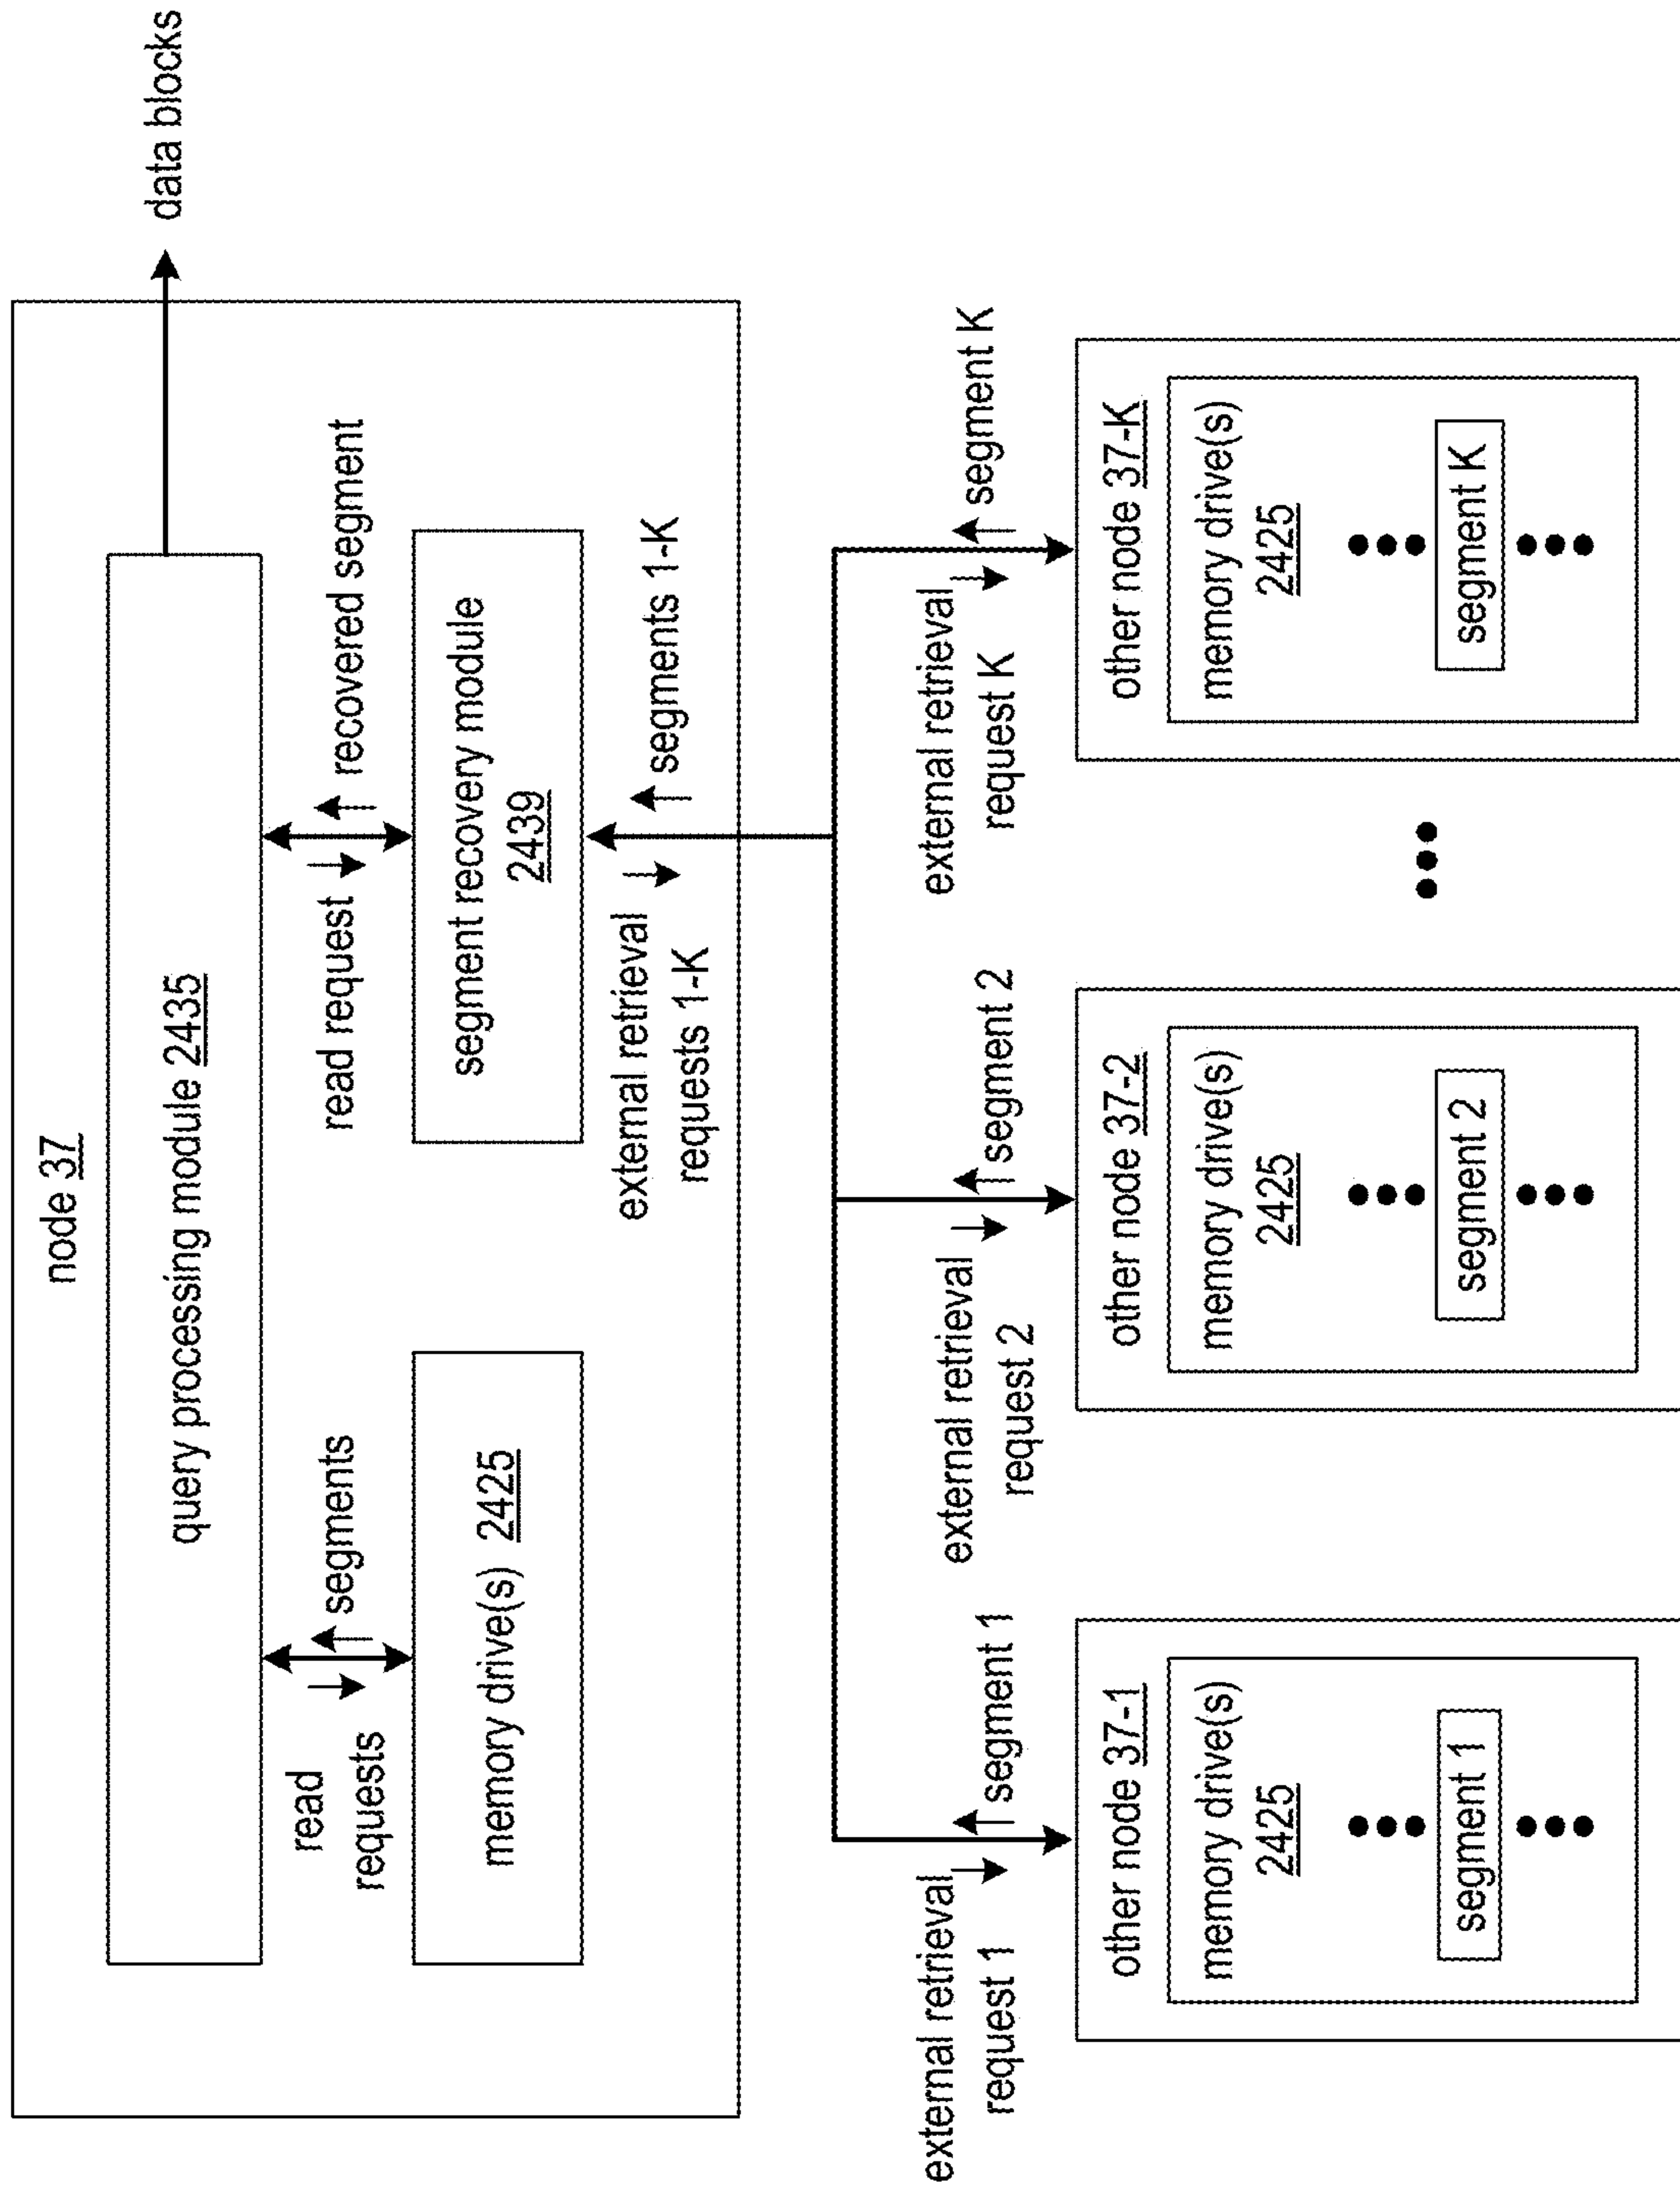 node 37
query processing module 2435
data blocks
read
requests
segments
read request
recovered segment
memory drive(s) 2425
segment recovery module
2439
external retrieval
requests 1-K
segments 1-K
external retrieval
request 1
segment 1
external retrieval
request 2
segment 2
external retrieval
request K
segment K
other node 37-1
memory drive(s)
2425
segment 1
other node 37-2
memory drive(s)
2425
segment 2
other node 37-K
memory drive(s)
2425
segment K